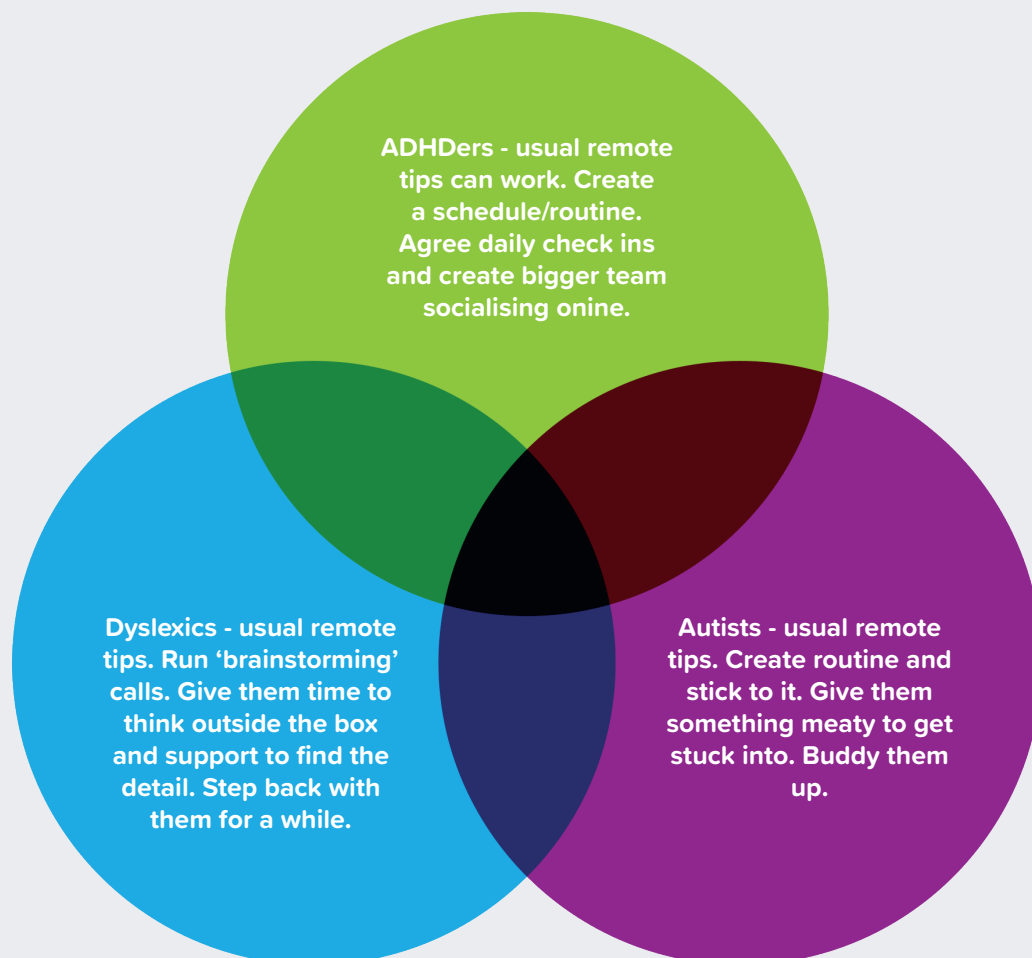 ADHDers - usual remote
tips can work. Create
a schedule/routine.
Agree daily check ins
and create bigger team
socialising onine.
Dyslexics - usual remote
tips. Run ‘brainstorming’
calls. Give them time to
think outside the box
and support to find the
detail. Step back with
them for a while.
Autists - usual remote
tips. Create routine and
stick to it. Give them
something meaty to get
stuck into. Buddy them
up.